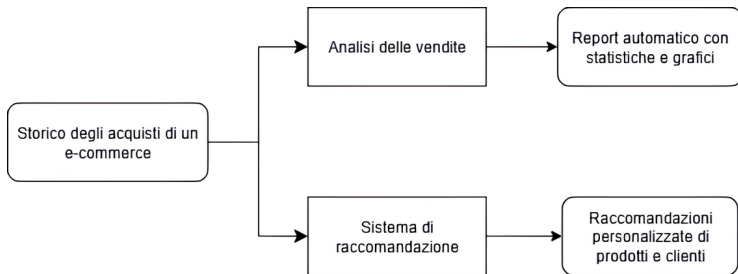 Storico degli acquisti di un
e-commerce
Analisi delle vendite
Report automatico con
statistiche e grafici
Sistema di
raccomandazione
Raccomandazioni
personalizzate di
prodotti e clienti